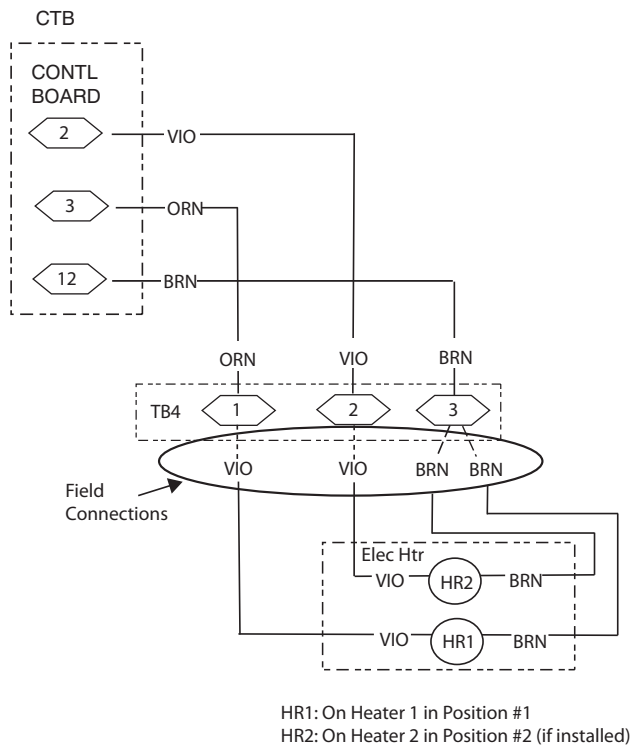 CTB
CONTL
BOARD
2
VIO
3
ORN
12
BRN
ORN
VIO
BRN
TB4
1
2
3
VIO
VIO
BRN
BRN
Field
Connections
Elec Htr
VIO
HR2
BRN
VIO
HR1
BRN
HR1: On Heater 1 in Position #1
HR2: On Heater 2 in Position #2 (if installed)